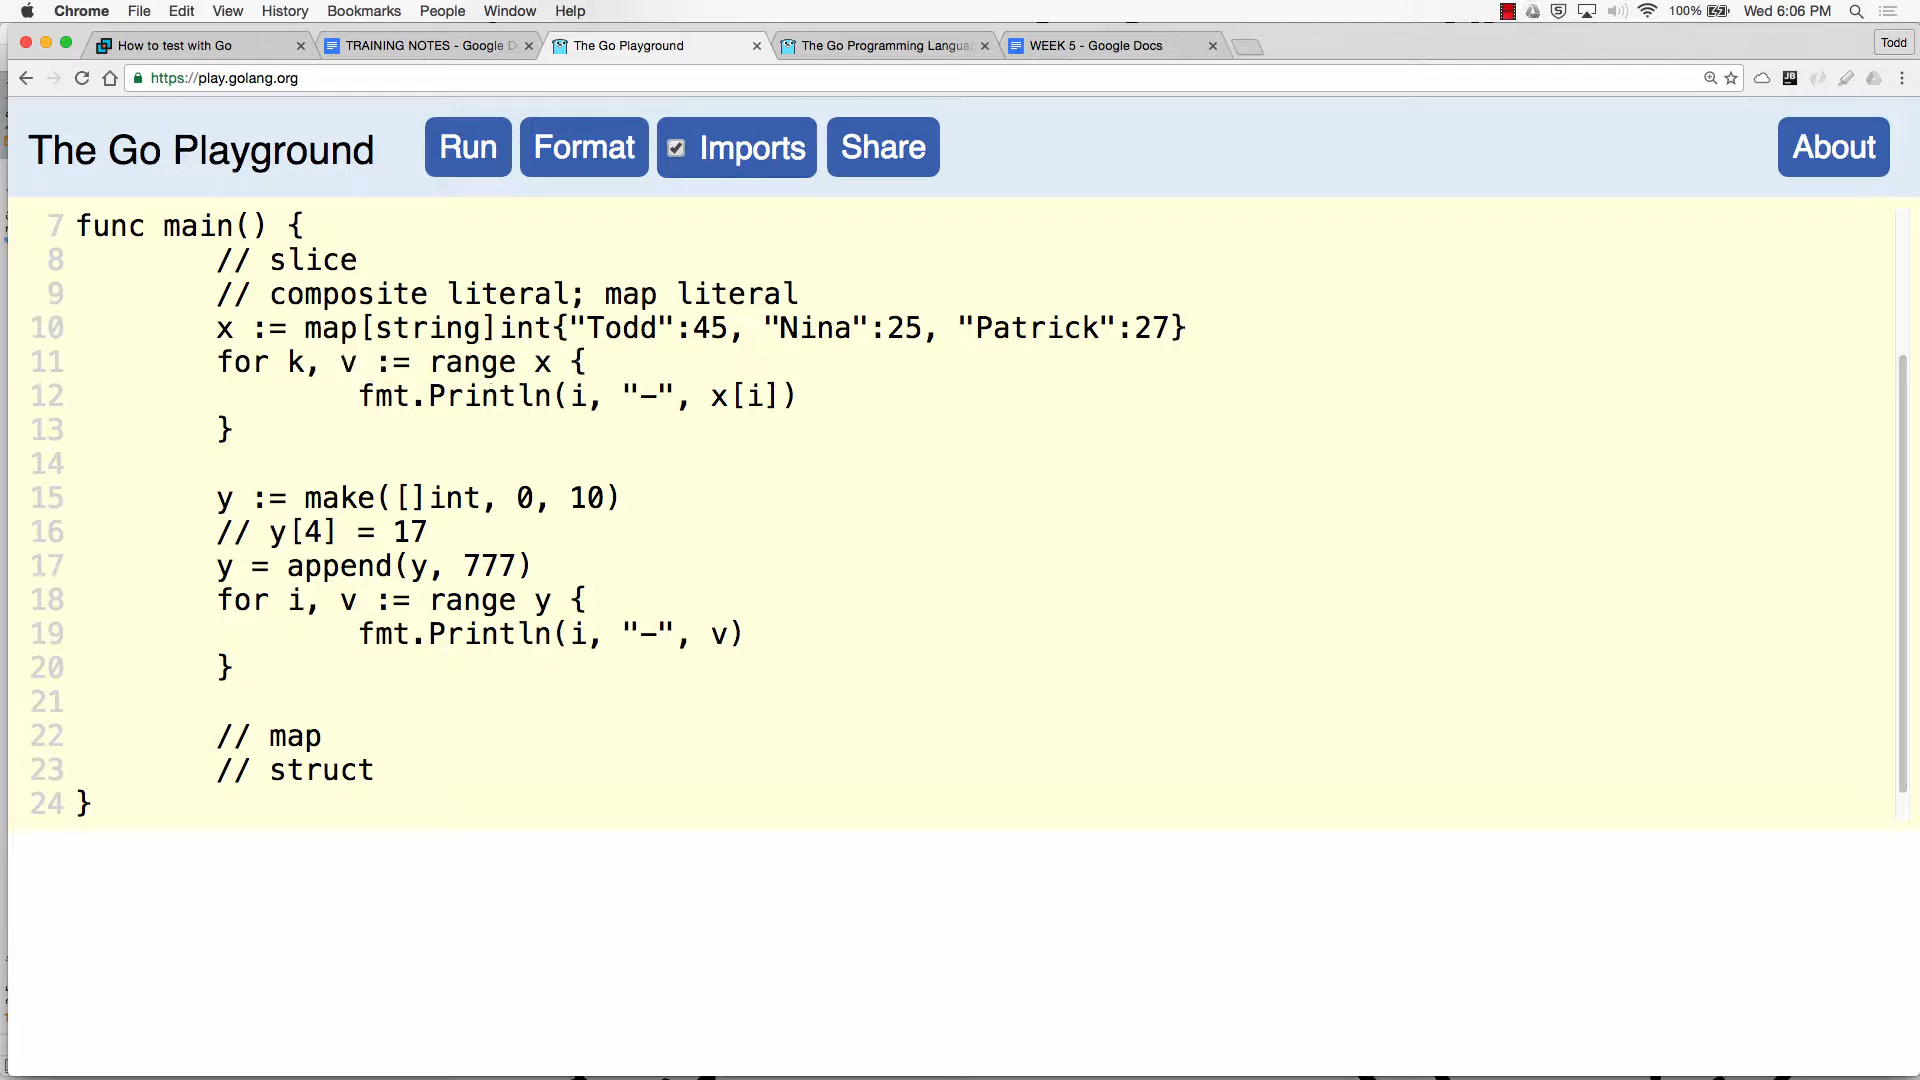 Chrome File Edit View History Bookmarks People Window Help 100% Wed 6:06 PM
How to test with Go TRAINING NOTES - Google D The Go Playground The Go Programming Langua WEEK 5 - Google Docs Todd
https://play.golang.org JB
The Go Playground Run Format Imports Share About
7 func main() {
8 // slice
9 // composite literal; map literal
10 x := map[string]int{"Todd":45, "Nina":25, "Patrick":27}
11 for k, v := range x {
12 fmt.Println(i, "-", x[i])
13 }
14
15 y := make([]int, 0, 10)
16 // y[4] = 17
17 y = append(y, 777)
18 for i, v := range y {
19 fmt.Println(i, "-", v)
20 }
21
22 // map
23 // struct
24 }